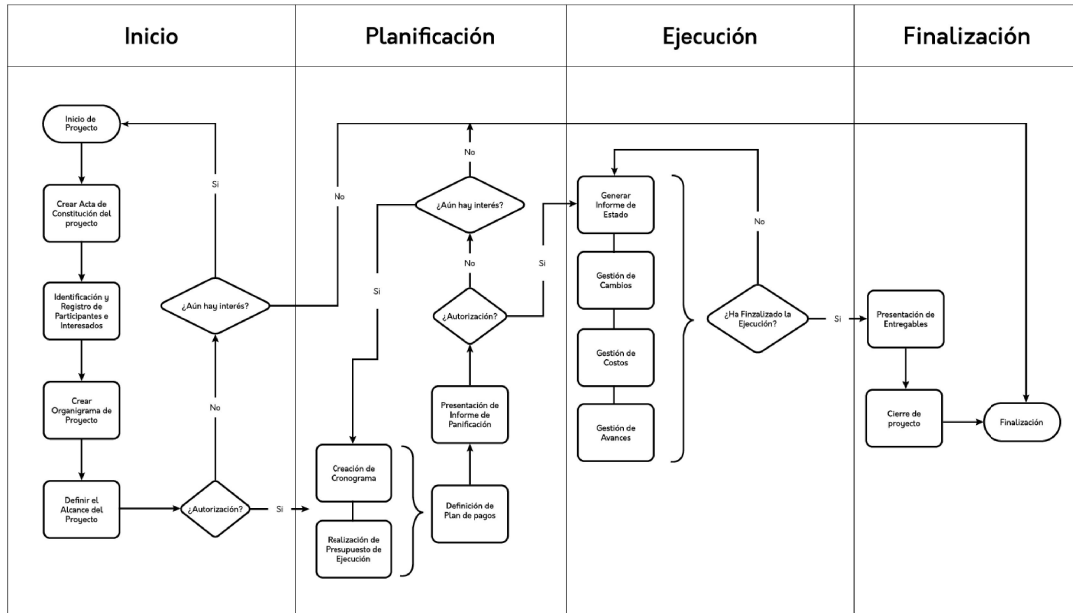 Inicio
Planificación
Ejecución
Finalización
Inicio de
Proyecto
Crear Acta de
Constitución del
proyecto
Identificación y
Registro de
Participantes e
Interesados
Crear
Organigrama de
Proyecto
Definir el
Alcance del
Proyecto
¿Autorización?
No
Si
¿Aún hay interés?
Si
No
Creación de
Cronograma
Realización de
Presupuesto de
Ejecución
Definición de
Plan de pagos
Presentación de
Informe de
Panificación
¿Autorización?
No
Si
¿Aún hay interés?
No
Si
Generar
Informe de
Estado
Gestión de
Cambios
Gestión de
Costos
Gestión de
Avances
¿Ha Finzalizado la
Ejecución?
No
Si
Presentación de
Entregables
Cierre de
proyecto
Finalización